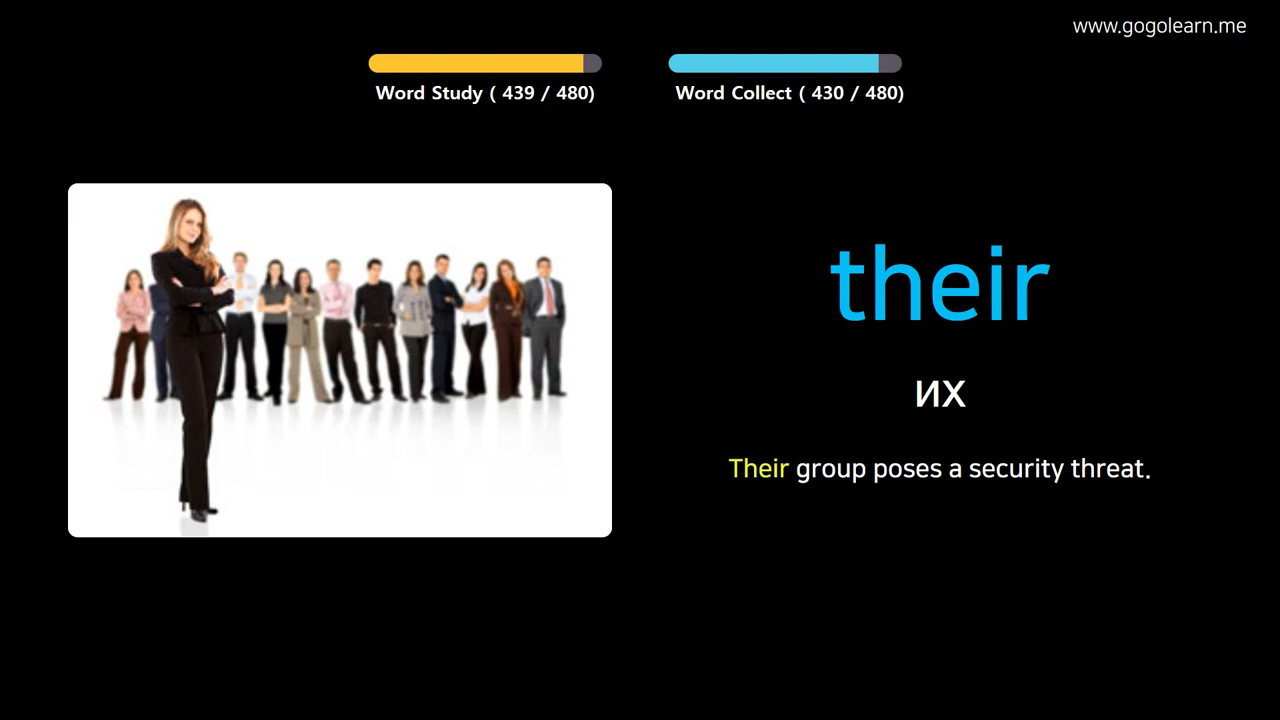 www.gogolearn.me
Word Study ( 439 / 480)
Word Collect ( 430 / 480)
their
их
Their group poses a security threat.